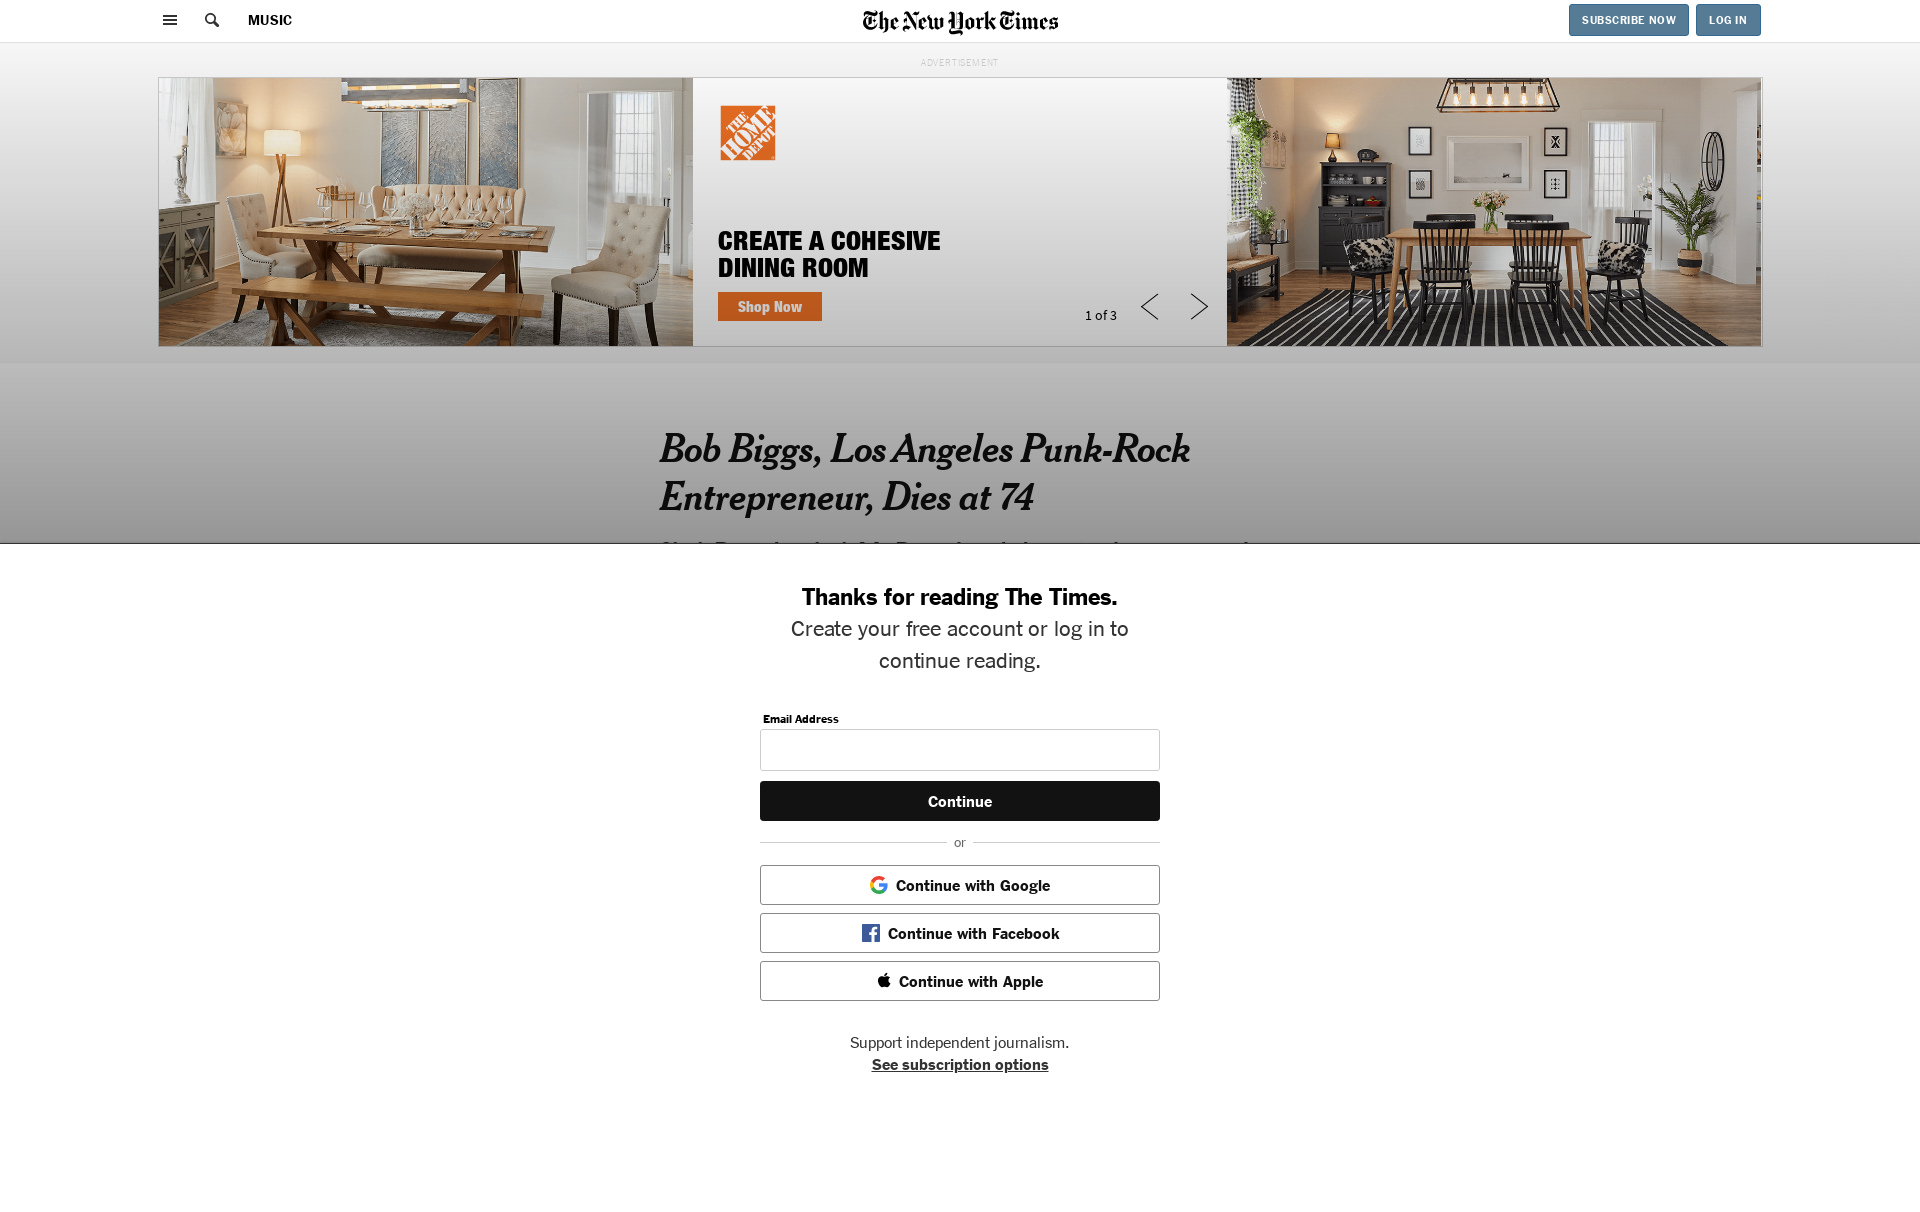 MUSIC
The New York Times
SUBSCRIBE NOW
LOG IN
ADVERTISEMENT
THE HOME DEPOT
CREATE A COHESIVE
DINING ROOM
Shop Now
1 of 3
Bob Biggs, Los Angeles Punk-Rock
Entrepreneur, Dies at 74
Thanks for reading The Times.
Create your free account or log in to
continue reading.
Email Address
Continue
or
Continue with Google
Continue with Facebook
Continue with Apple
Support independent journalism.
See subscription options